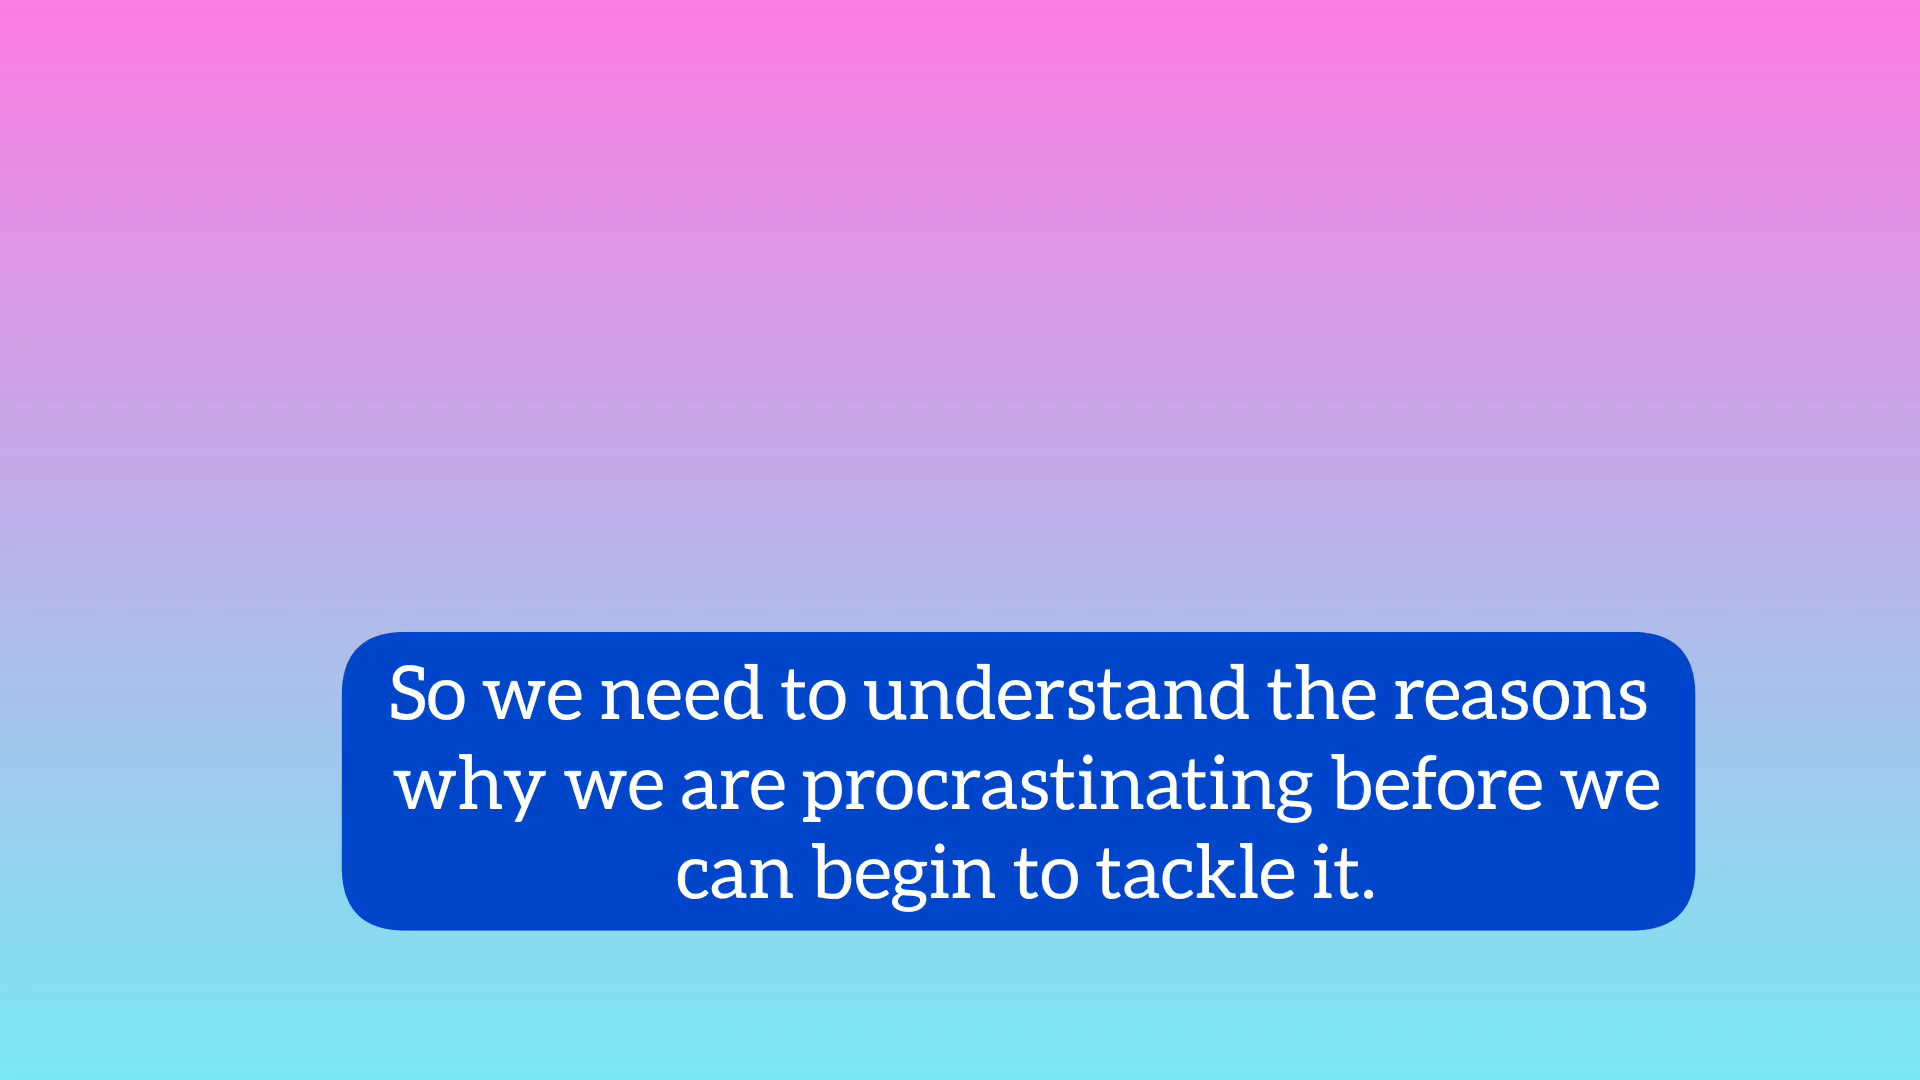 So we need to understand the reasons
why we are procrastinating before we
can begin to tackle it.